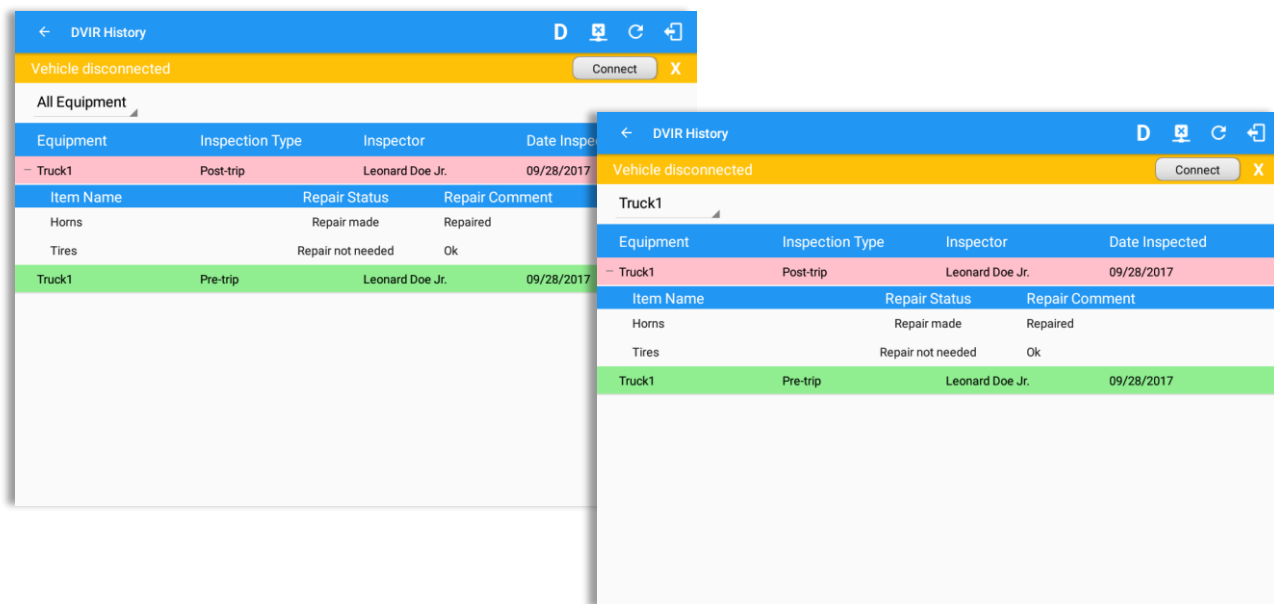 DVIR History D
Vehicle disconnected Connect X
All Equipment
Equipment Inspection Type Inspector Date Inspe
Truck1 Post-trip Leonard Doe Jr. 09/28/2017
Item Name Repair Status Repair Comment
Horns Repair made Repaired
Tires Repair not needed Ok
Truck1 Pre-trip Leonard Doe Jr. 09/28/2017
DVIR History D
Vehicle disconnected Connect X
Truck1
Equipment Inspection Type Inspector Date Inspected
Truck1 Post-trip Leonard Doe Jr. 09/28/2017
Item Name Repair Status Repair Comment
Horns Repair made Repaired
Tires Repair not needed Ok
Truck1 Pre-trip Leonard Doe Jr. 09/28/2017